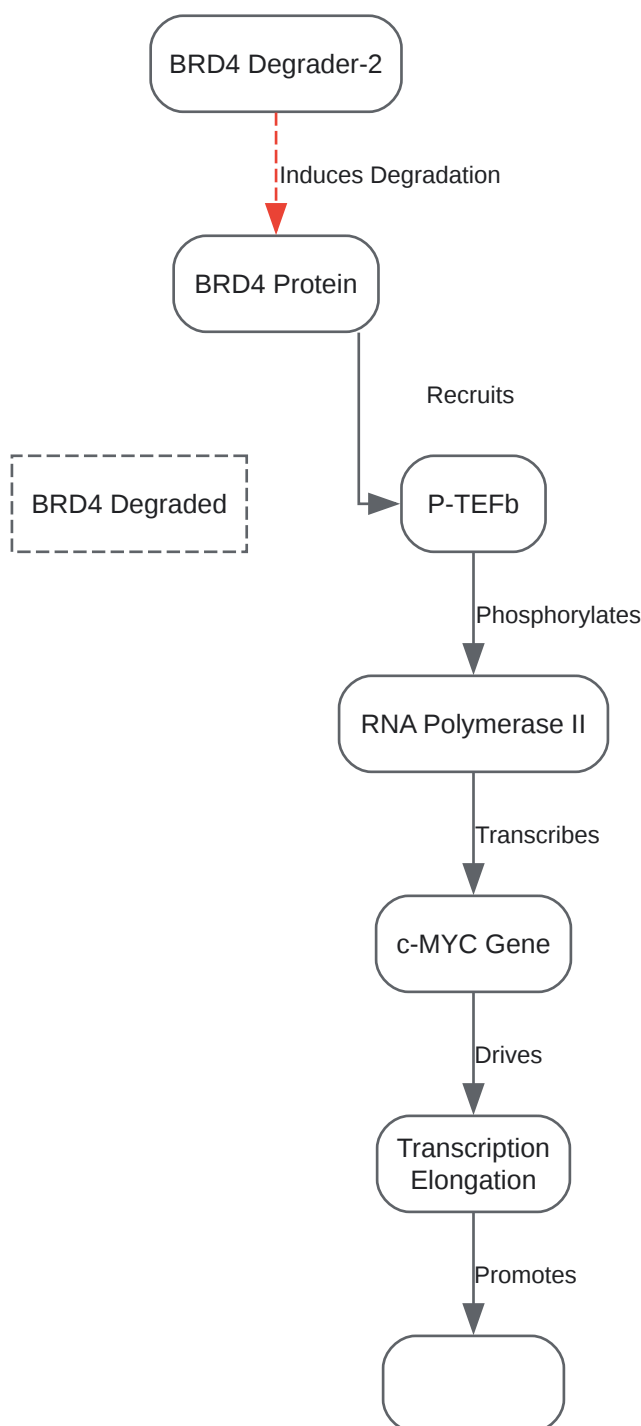 BRD4 Degrader-2
Induces Degradation
BRD4 Protein
Recruits
BRD4 Degraded
P-TEFb
Phosphorylates
RNA Polymerase II
Transcribes
c-MYC Gene
Drives
Transcription
Elongation
Promotes